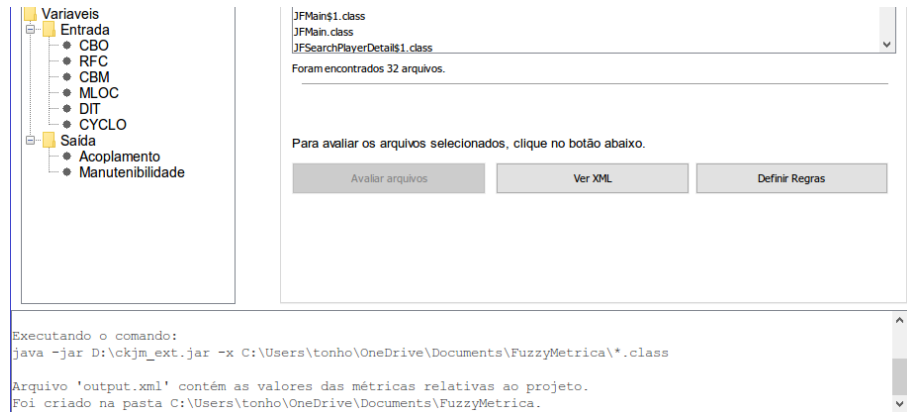 Variaveis
Entrada
CBO
RFC
CBM
MLOC
DIT
CYCLO
Saída
Acoplamento
Manutenibilidade
JFMain$1.class
JFMain.class
JFSearchPlayerDetail$1.class
Foram encontrados 32 arquivos.
Para avaliar os arquivos selecionados, clique no botão abaixo.
Avaliar arquivos
Ver XML
Definir Regras
Executando o comando:
java -jar D:\ckjm_ext.jar -x C:\Users\tonho\OneDrive\Documents\FuzzyMetrica\*.class
Arquivo 'output.xml' contém as valores das métricas relativas ao projeto.
Foi criado na pasta C:\Users\tonho\OneDrive\Documents\FuzzyMetrica.